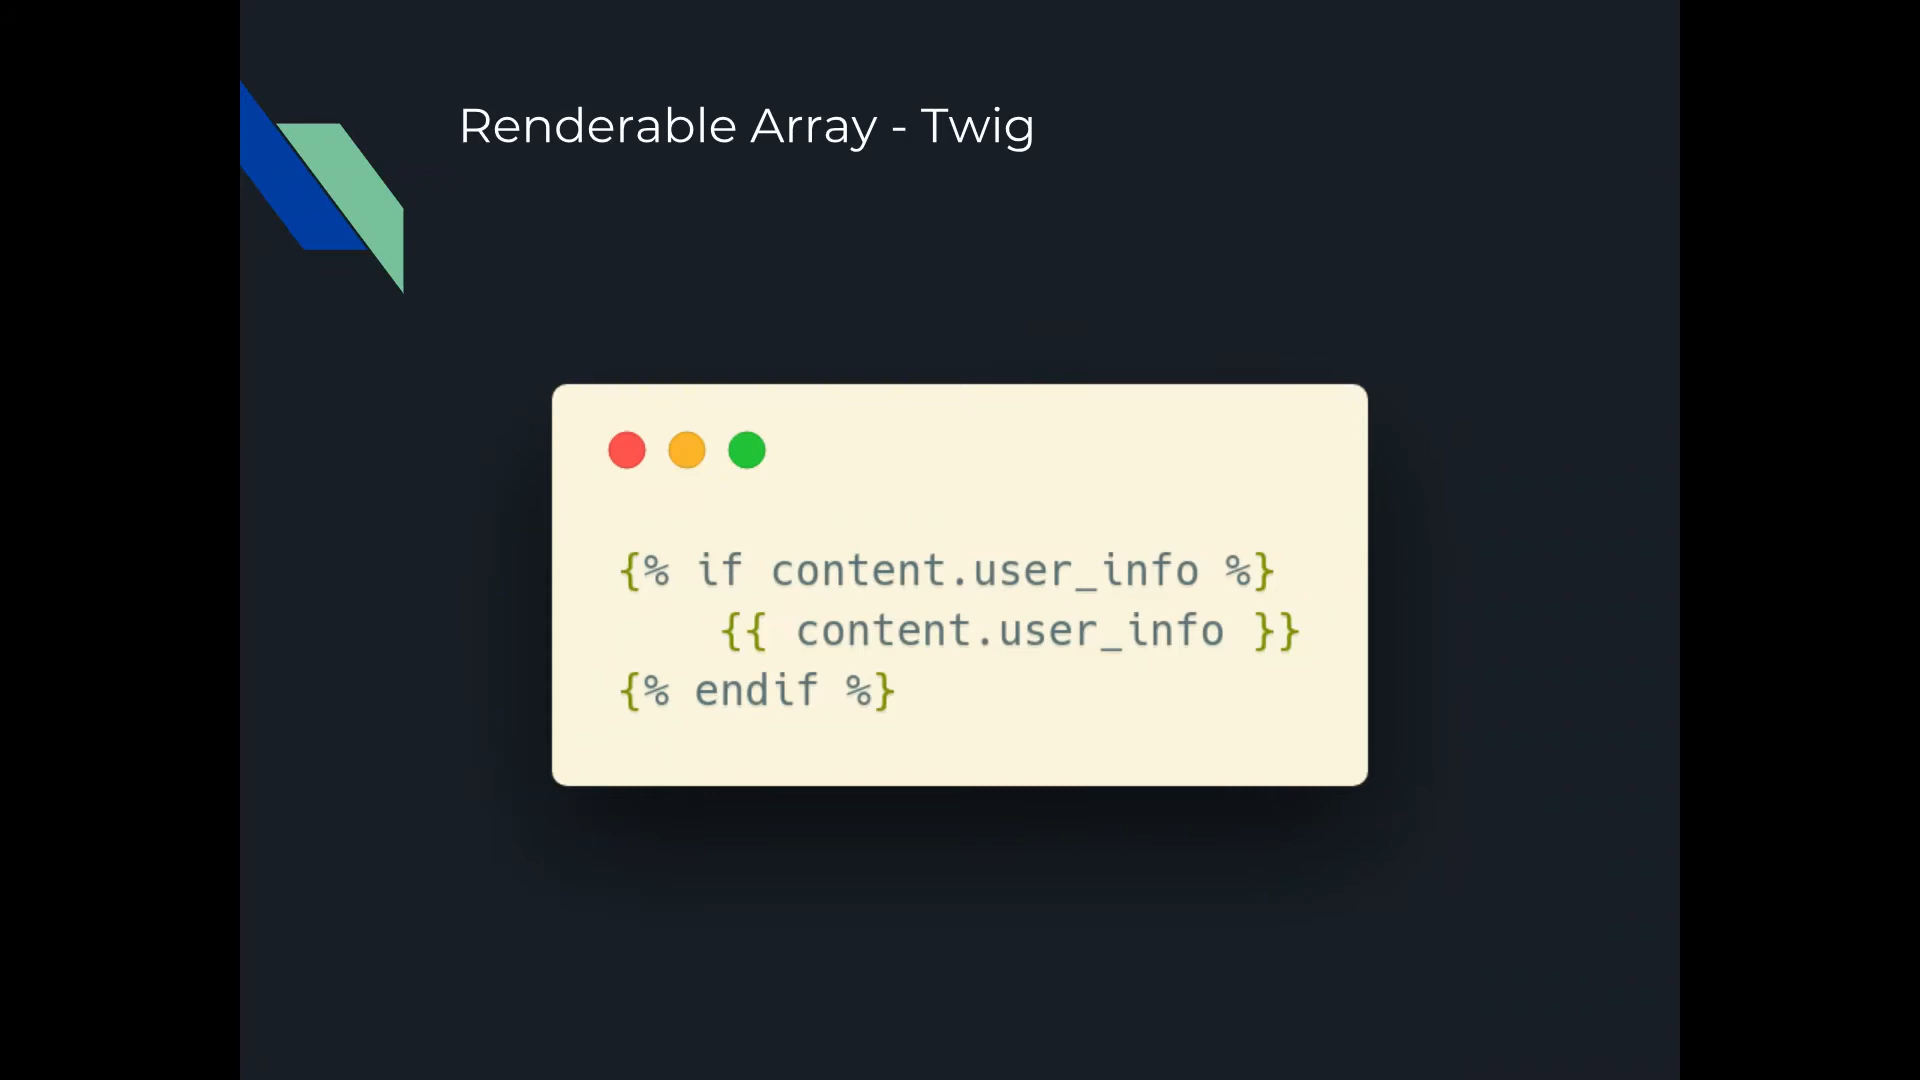 Renderable Array - Twig
{% if content.user_info %}
    {{ content.user_info }}
{% endif %}